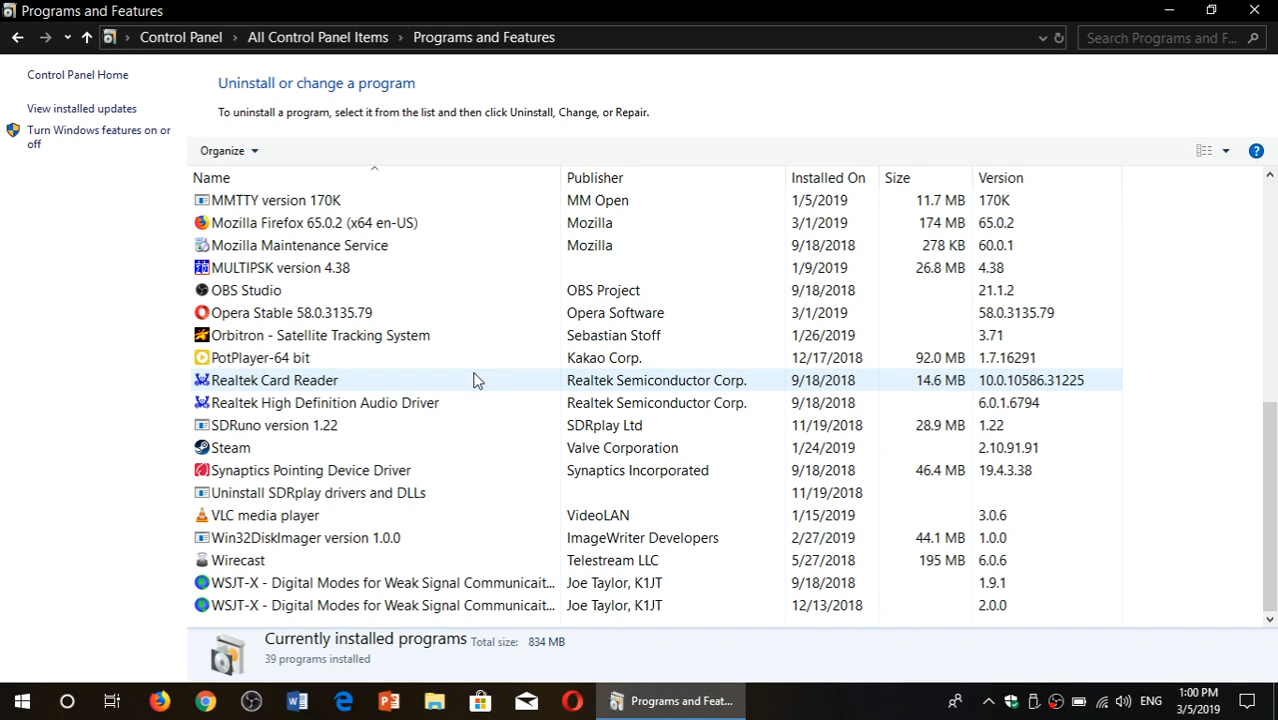 Programs and Features
Control Panel > All Control Panel Items > Programs and Features
Search Programs and F...
Control Panel Home
View installed updates
Turn Windows features on or
off
Uninstall or change a program
To uninstall a program, select it from the list and then click Uninstall, Change, or Repair.
Organize
Name Publisher Installed On Size Version
MMTTY version 170K MM Open 1/5/2019 11.7 MB 170K
Mozilla Firefox 65.0.2 (x64 en-US) Mozilla 3/1/2019 174 MB 65.0.2
Mozilla Maintenance Service Mozilla 9/18/2018 278 KB 60.0.1
MULTIPSK version 4.38 1/9/2019 26.8 MB 4.38
OBS Studio OBS Project 9/18/2018 21.1.2
Opera Stable 58.0.3135.79 Opera Software 3/1/2019 58.0.3135.79
Orbitron - Satellite Tracking System Sebastian Stoff 1/26/2019 3.71
PotPlayer-64 bit Kakao Corp. 12/17/2018 92.0 MB 1.7.16291
Realtek Card Reader Realtek Semiconductor Corp. 9/18/2018 14.6 MB 10.0.10586.31225
Realtek High Definition Audio Driver Realtek Semiconductor Corp. 9/18/2018 6.0.1.6794
SDRuno version 1.22 SDRplay Ltd 11/19/2018 28.9 MB 1.22
Steam Valve Corporation 1/24/2019 2.10.91.91
Synaptics Pointing Device Driver Synaptics Incorporated 9/18/2018 46.4 MB 19.4.3.38
Uninstall SDRplay drivers and DLLs 11/19/2018
VLC media player VideoLAN 1/15/2019 3.0.6
Win32DiskImager version 1.0.0 ImageWriter Developers 2/27/2019 44.1 MB 1.0.0
Wirecast Telestream LLC 5/27/2018 195 MB 6.0.6
WSJT-X - Digital Modes for Weak Signal Communicait... Joe Taylor, K1JT 9/18/2018 1.9.1
WSJT-X - Digital Modes for Weak Signal Communicait... Joe Taylor, K1JT 12/13/2018 2.0.0
Currently installed programs Total size: 834 MB
39 programs installed
Programs and Feat...
ENG
1:00 PM
3/5/2019